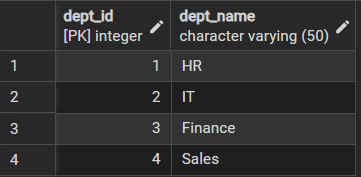 dept_id dept_name
[PK] integer character varying (50)
1 1 HR
2 2 IT
3 3 Finance
4 4 Sales